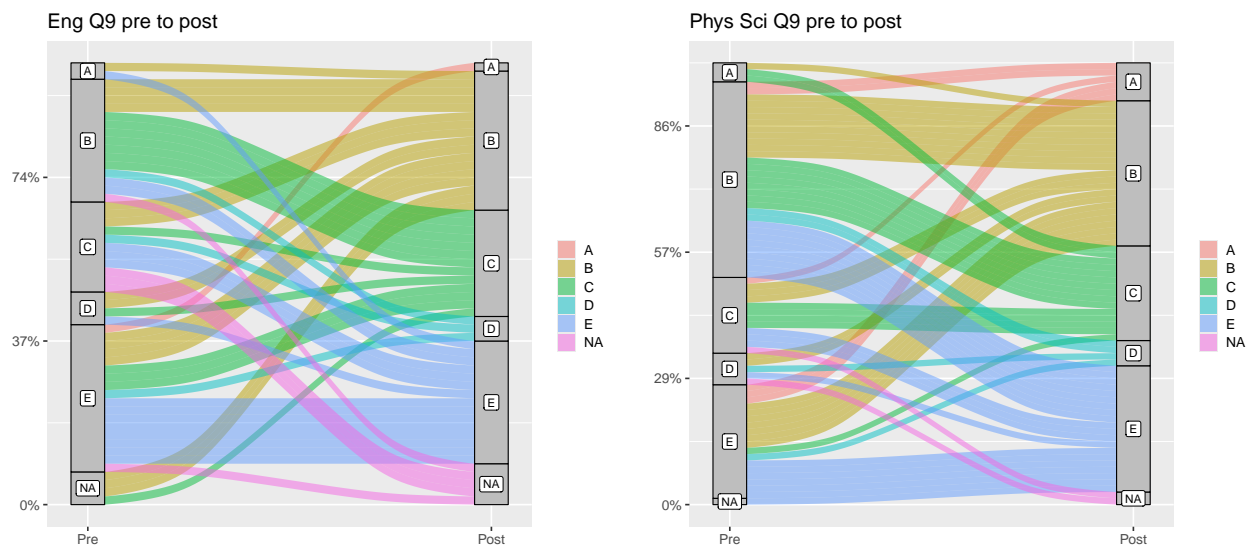 Eng Q9 pre to post
A
B
C
D
E
NA
A
B
C
D
E
NA
74%
37%
0%
Pre
Post
A
B
C
D
E
NA
Phys Sci Q9 pre to post
A
B
C
D
E
NA
A
B
C
D
E
NA
86%
57%
29%
0%
Pre
Post
A
B
C
D
E
NA